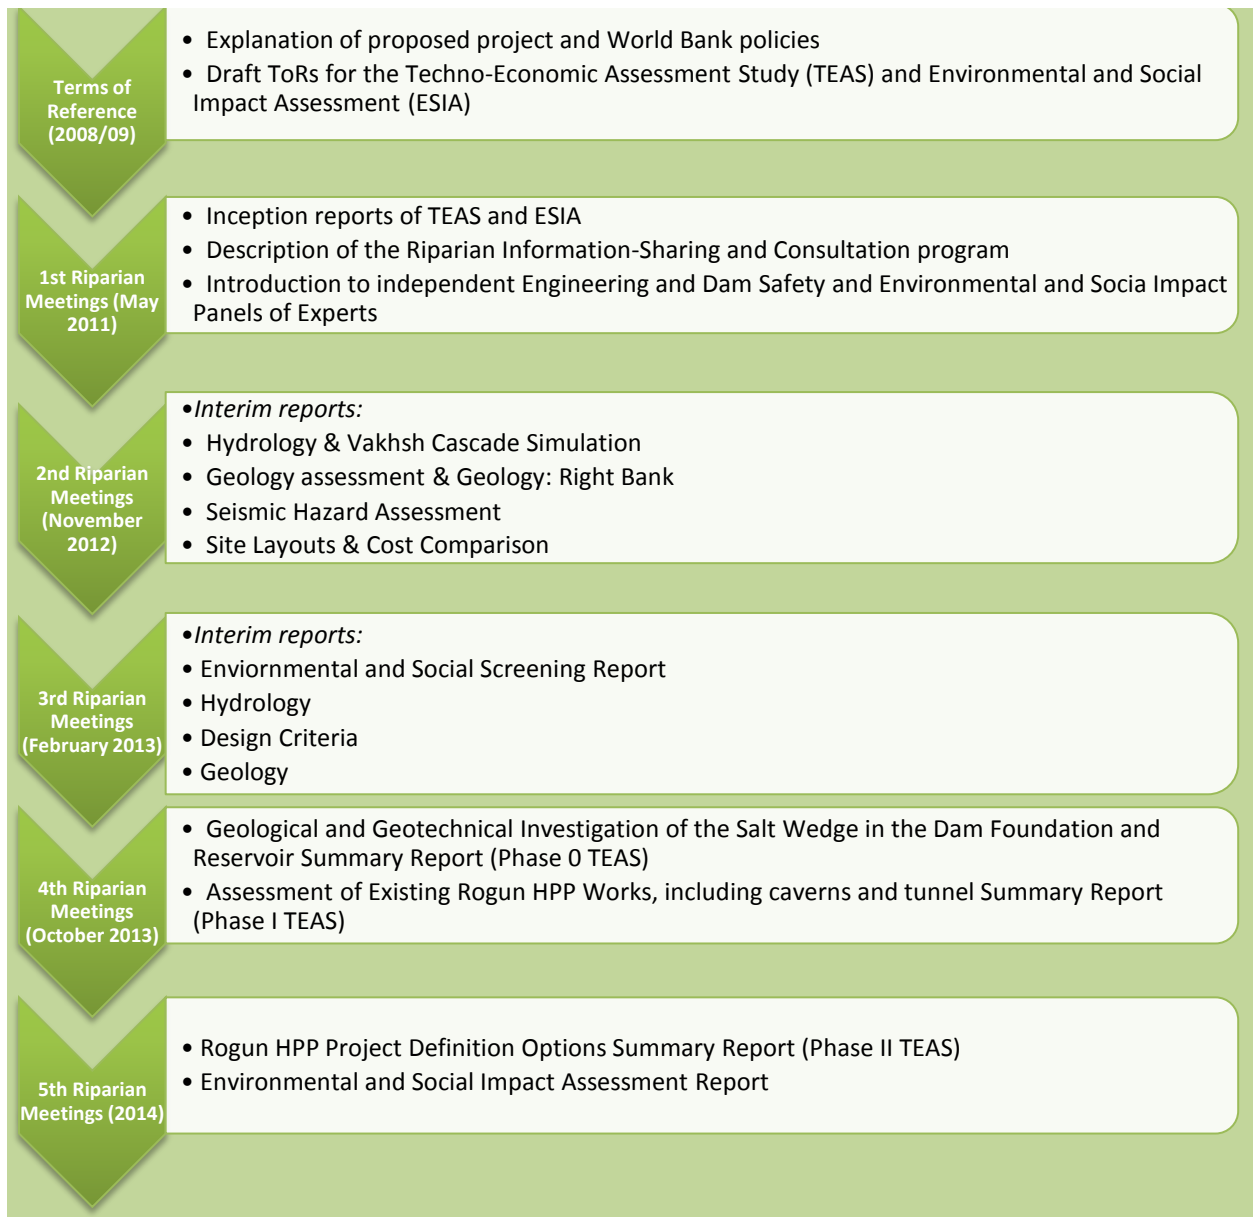 Terms of
Reference
(2008/09)
• Explanation of proposed project and World Bank policies
• Draft ToRs for the Techno-Economic Assessment Study (TEAS) and Environmental and Social
Impact Assessment (ESIA)
1st Riparian
Meetings (May
2011)
• Inception reports of TEAS and ESIA
• Description of the Riparian Information-Sharing and Consultation program
• Introduction to independent Engineering and Dam Safety and Environmental and Socia Impact
Panels of Experts
2nd Riparian
Meetings
(November
2012)
•Interim reports:
• Hydrology & Vakhsh Cascade Simulation
• Geology assessment & Geology: Right Bank
• Seismic Hazard Assessment
• Site Layouts & Cost Comparison
3rd Riparian
Meetings
(February 2013)
•Interim reports:
• Enviornmental and Social Screening Report
• Hydrology
• Design Criteria
• Geology
4th Riparian
Meetings
(October 2013)
• Geological and Geotechnical Investigation of the Salt Wedge in the Dam Foundation and
Reservoir Summary Report (Phase 0 TEAS)
• Assessment of Existing Rogun HPP Works, including caverns and tunnel Summary Report
(Phase I TEAS)
5th Riparian
Meetings (2014)
• Rogun HPP Project Definition Options Summary Report (Phase II TEAS)
• Environmental and Social Impact Assessment Report